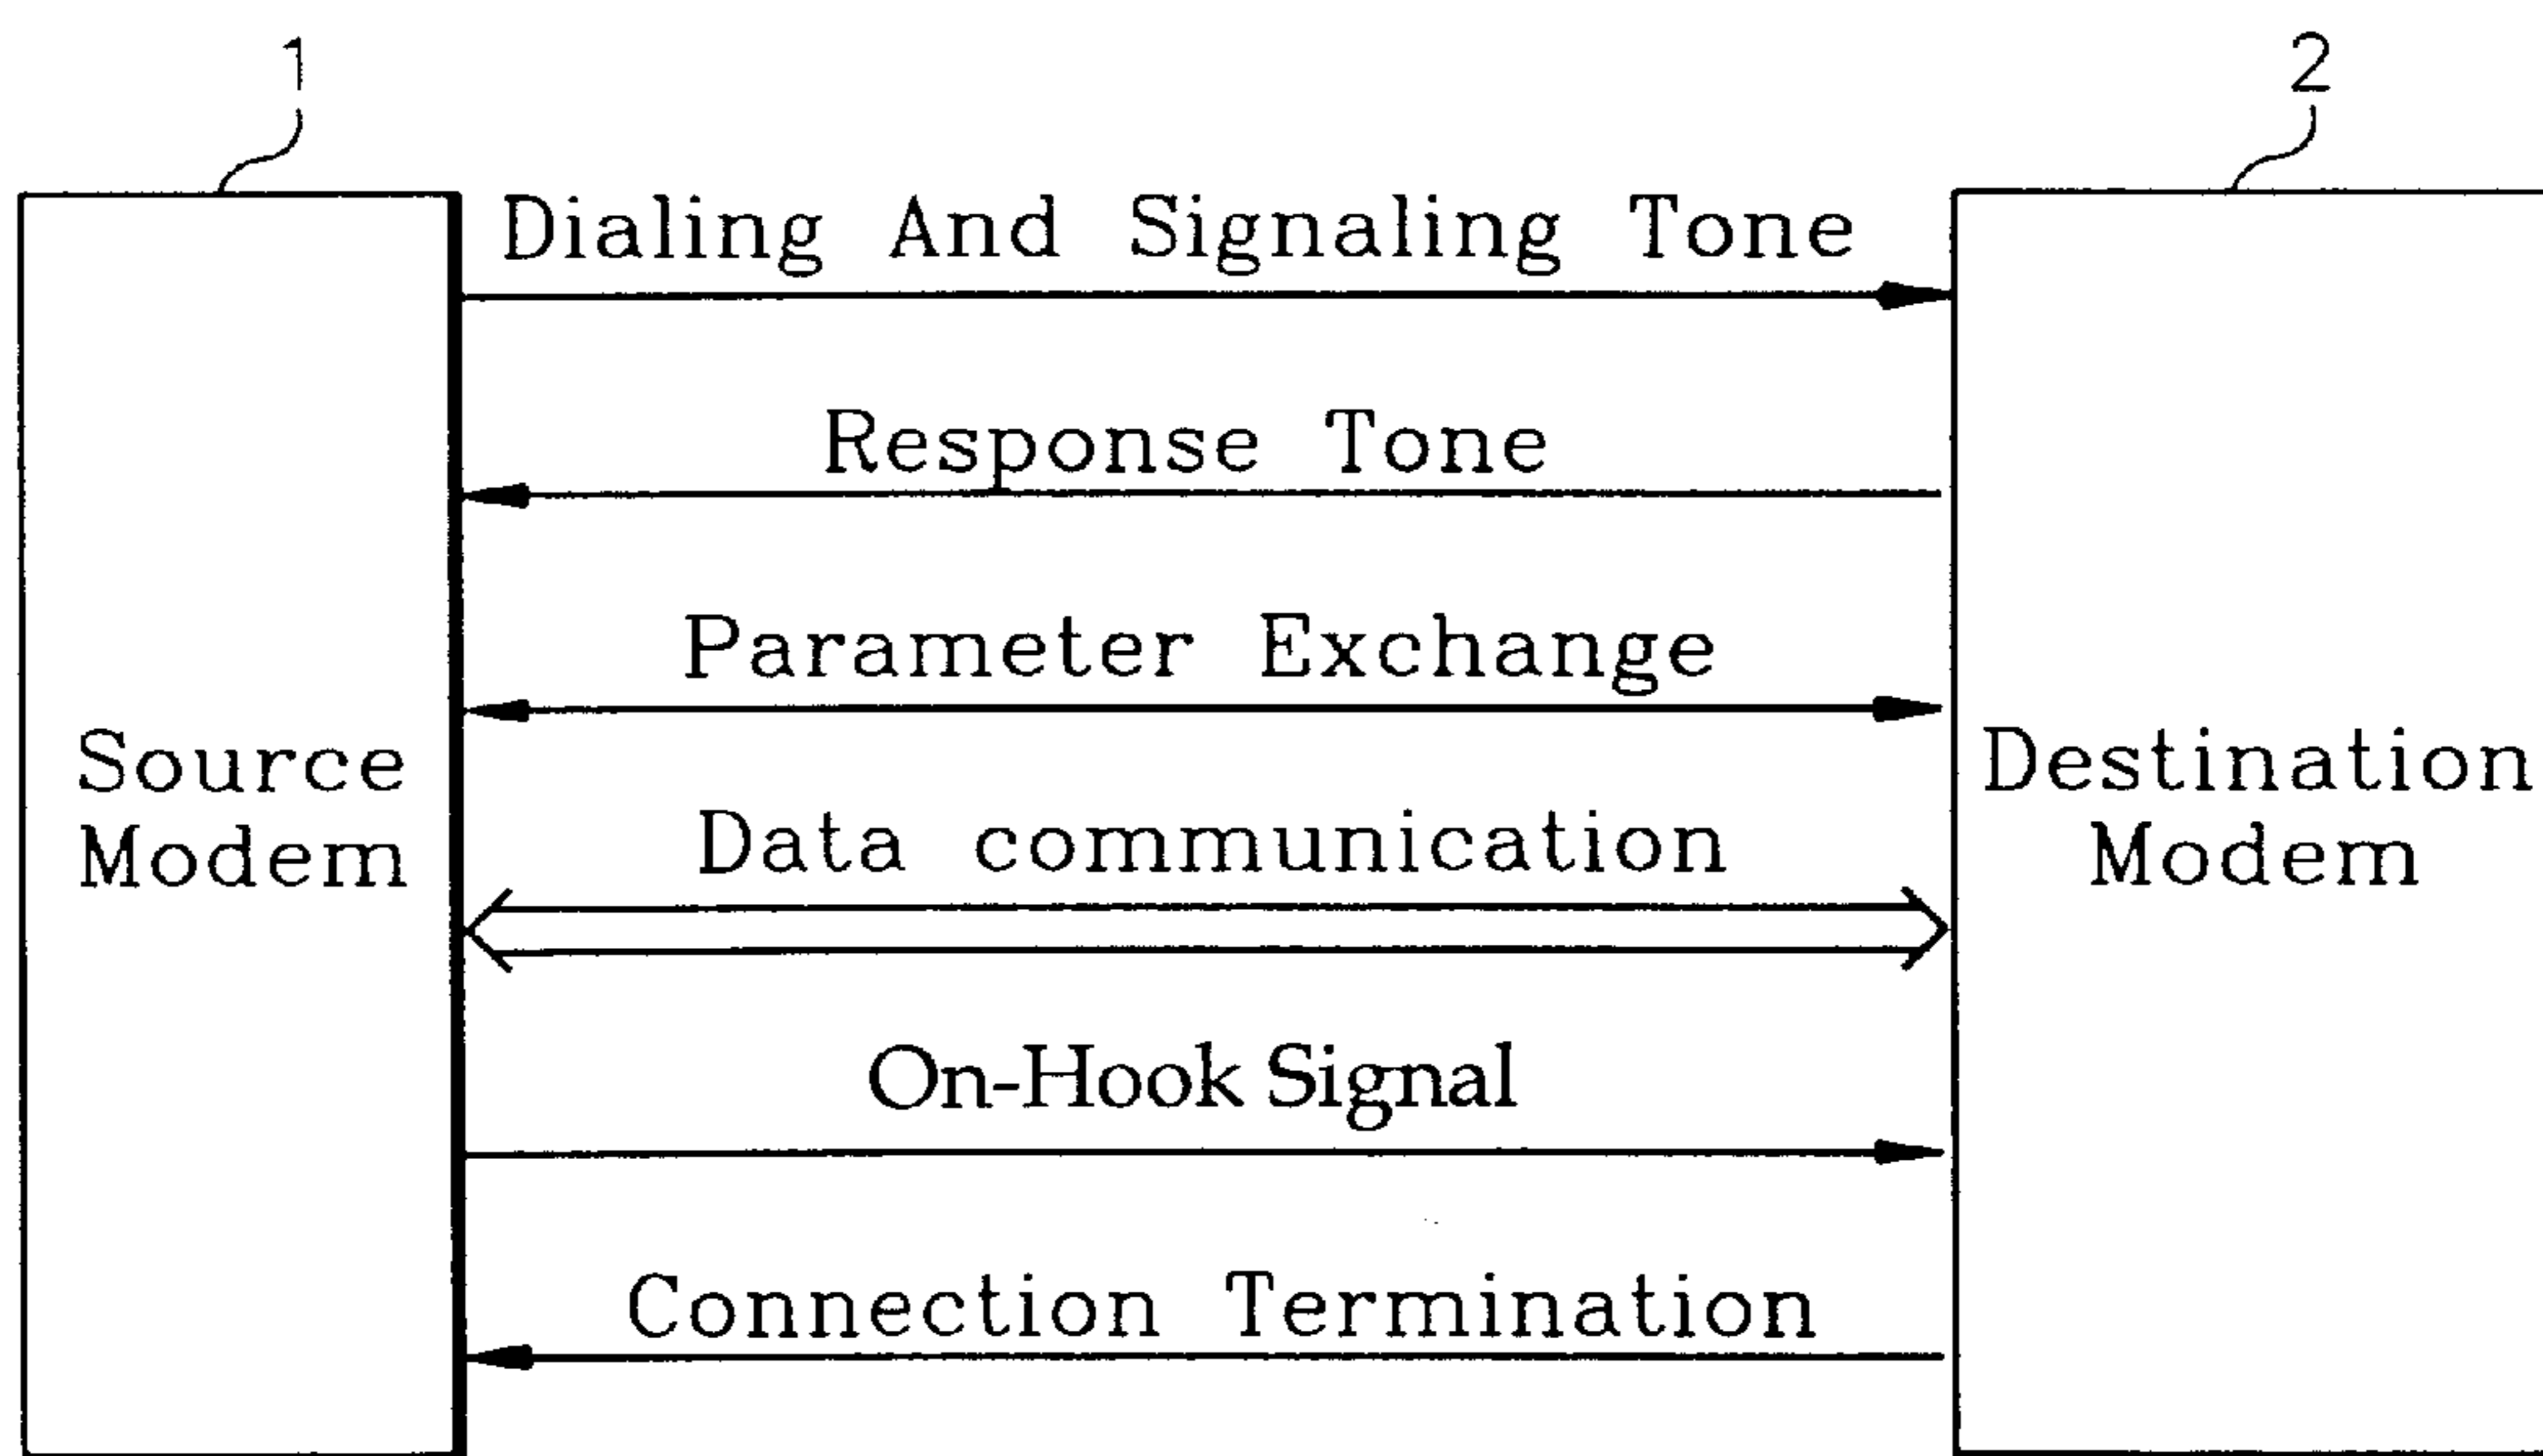 1
2
Dialing And Signaling Tone
Response Tone
Parameter Exchange
Source
Modem
Data communication
Destination
Modem
On-Hook Signal
Connection Termination